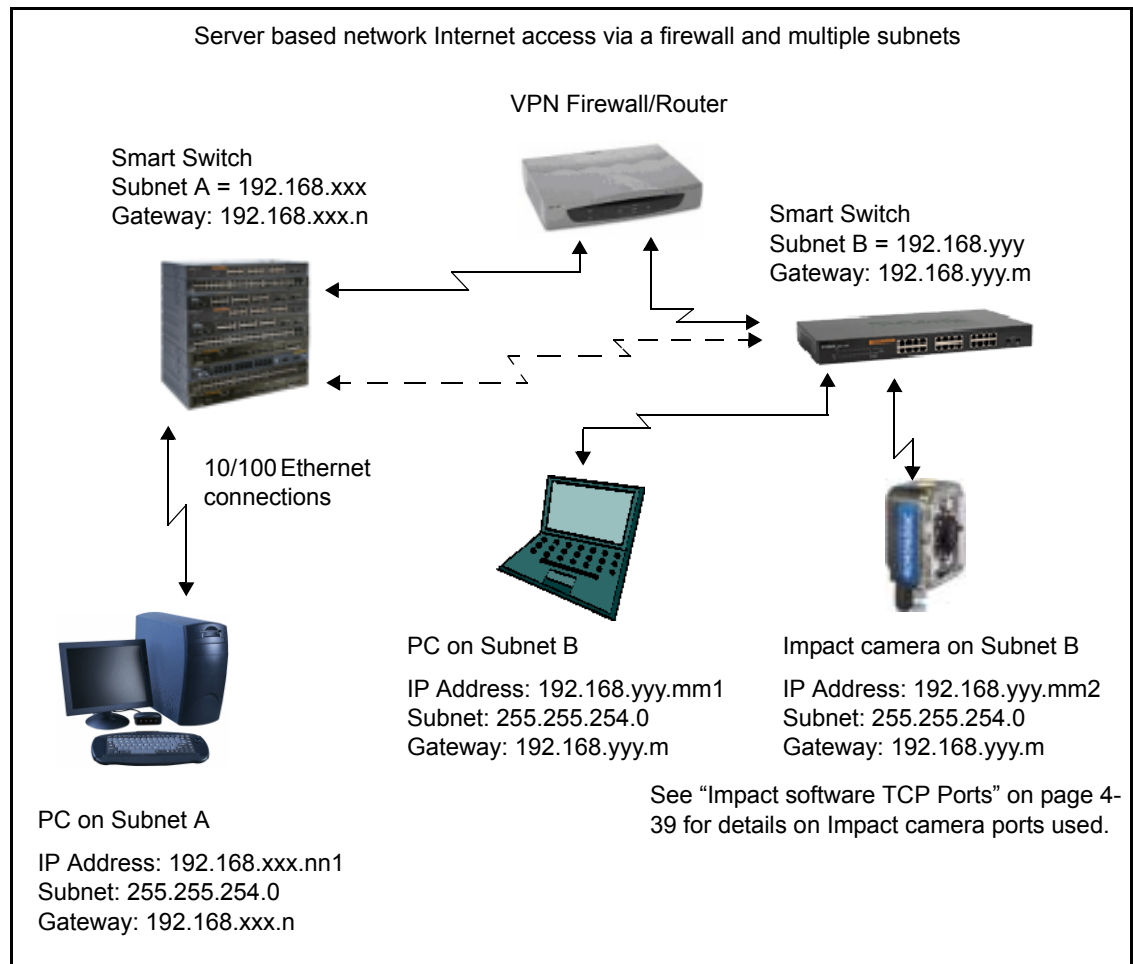 Server based network Internet access via a firewall and multiple subnets
VPN Firewall/Router
Smart Switch
Subnet A = 192.168.xxx
Gateway: 192.168.xxx.n
Smart Switch
Subnet B = 192.168.yyy
Gateway: 192.168.yyy.m
10/100 Ethernet
connections
PC on Subnet B
IP Address: 192.168.yyy.mm1
Subnet: 255.255.254.0
Gateway: 192.168.yyy.m
Impact camera on Subnet B
IP Address: 192.168.yyy.mm2
Subnet: 255.255.254.0
Gateway: 192.168.yyy.m
See “Impact software TCP Ports” on page 4-
39 for details on Impact camera ports used.
PC on Subnet A
IP Address: 192.168.xxx.nn1
Subnet: 255.255.254.0
Gateway: 192.168.xxx.n